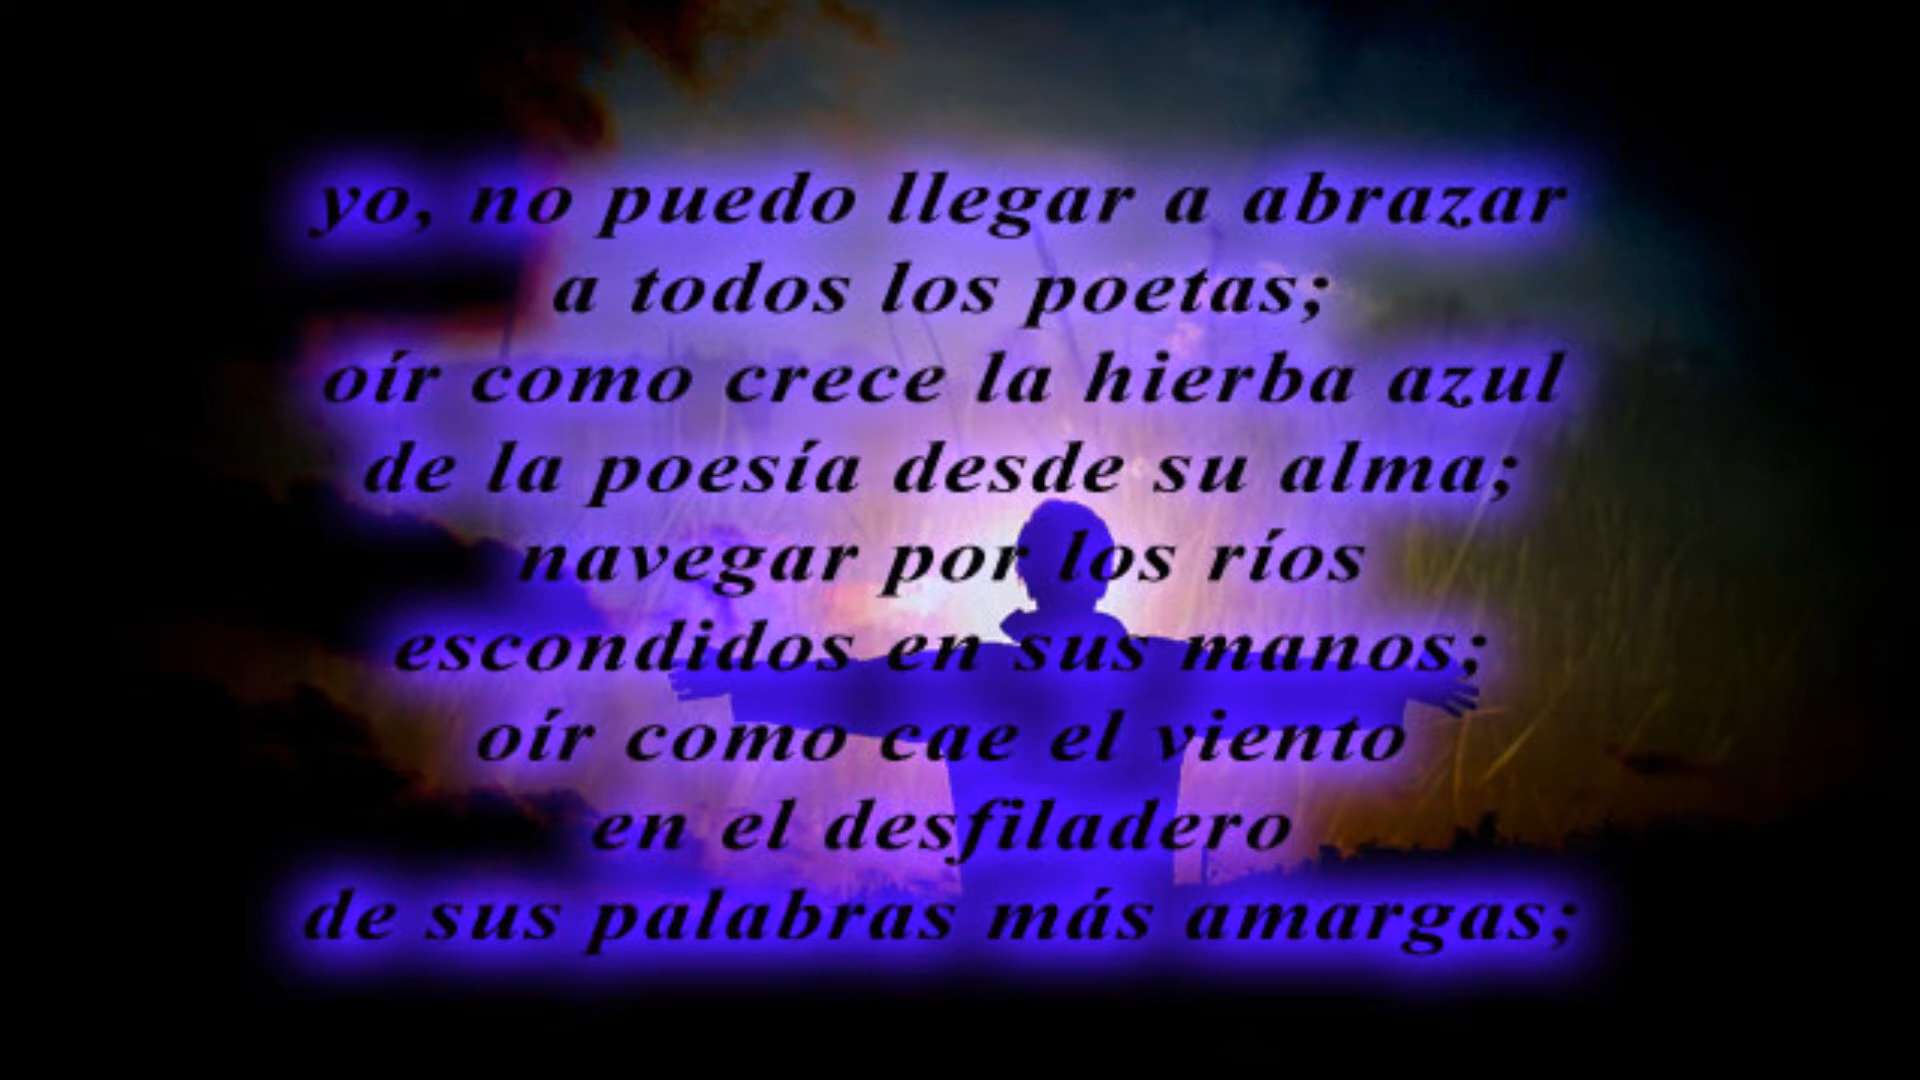 yo, no puedo llegar a abrazar
a todos los poetas;
oír como crece la hierba azul
de la poesía desde su alma;
navegar por los ríos
escondidos en sus manos;
oír como cae el viento
en el desfiladero
de sus palabras más amargas;